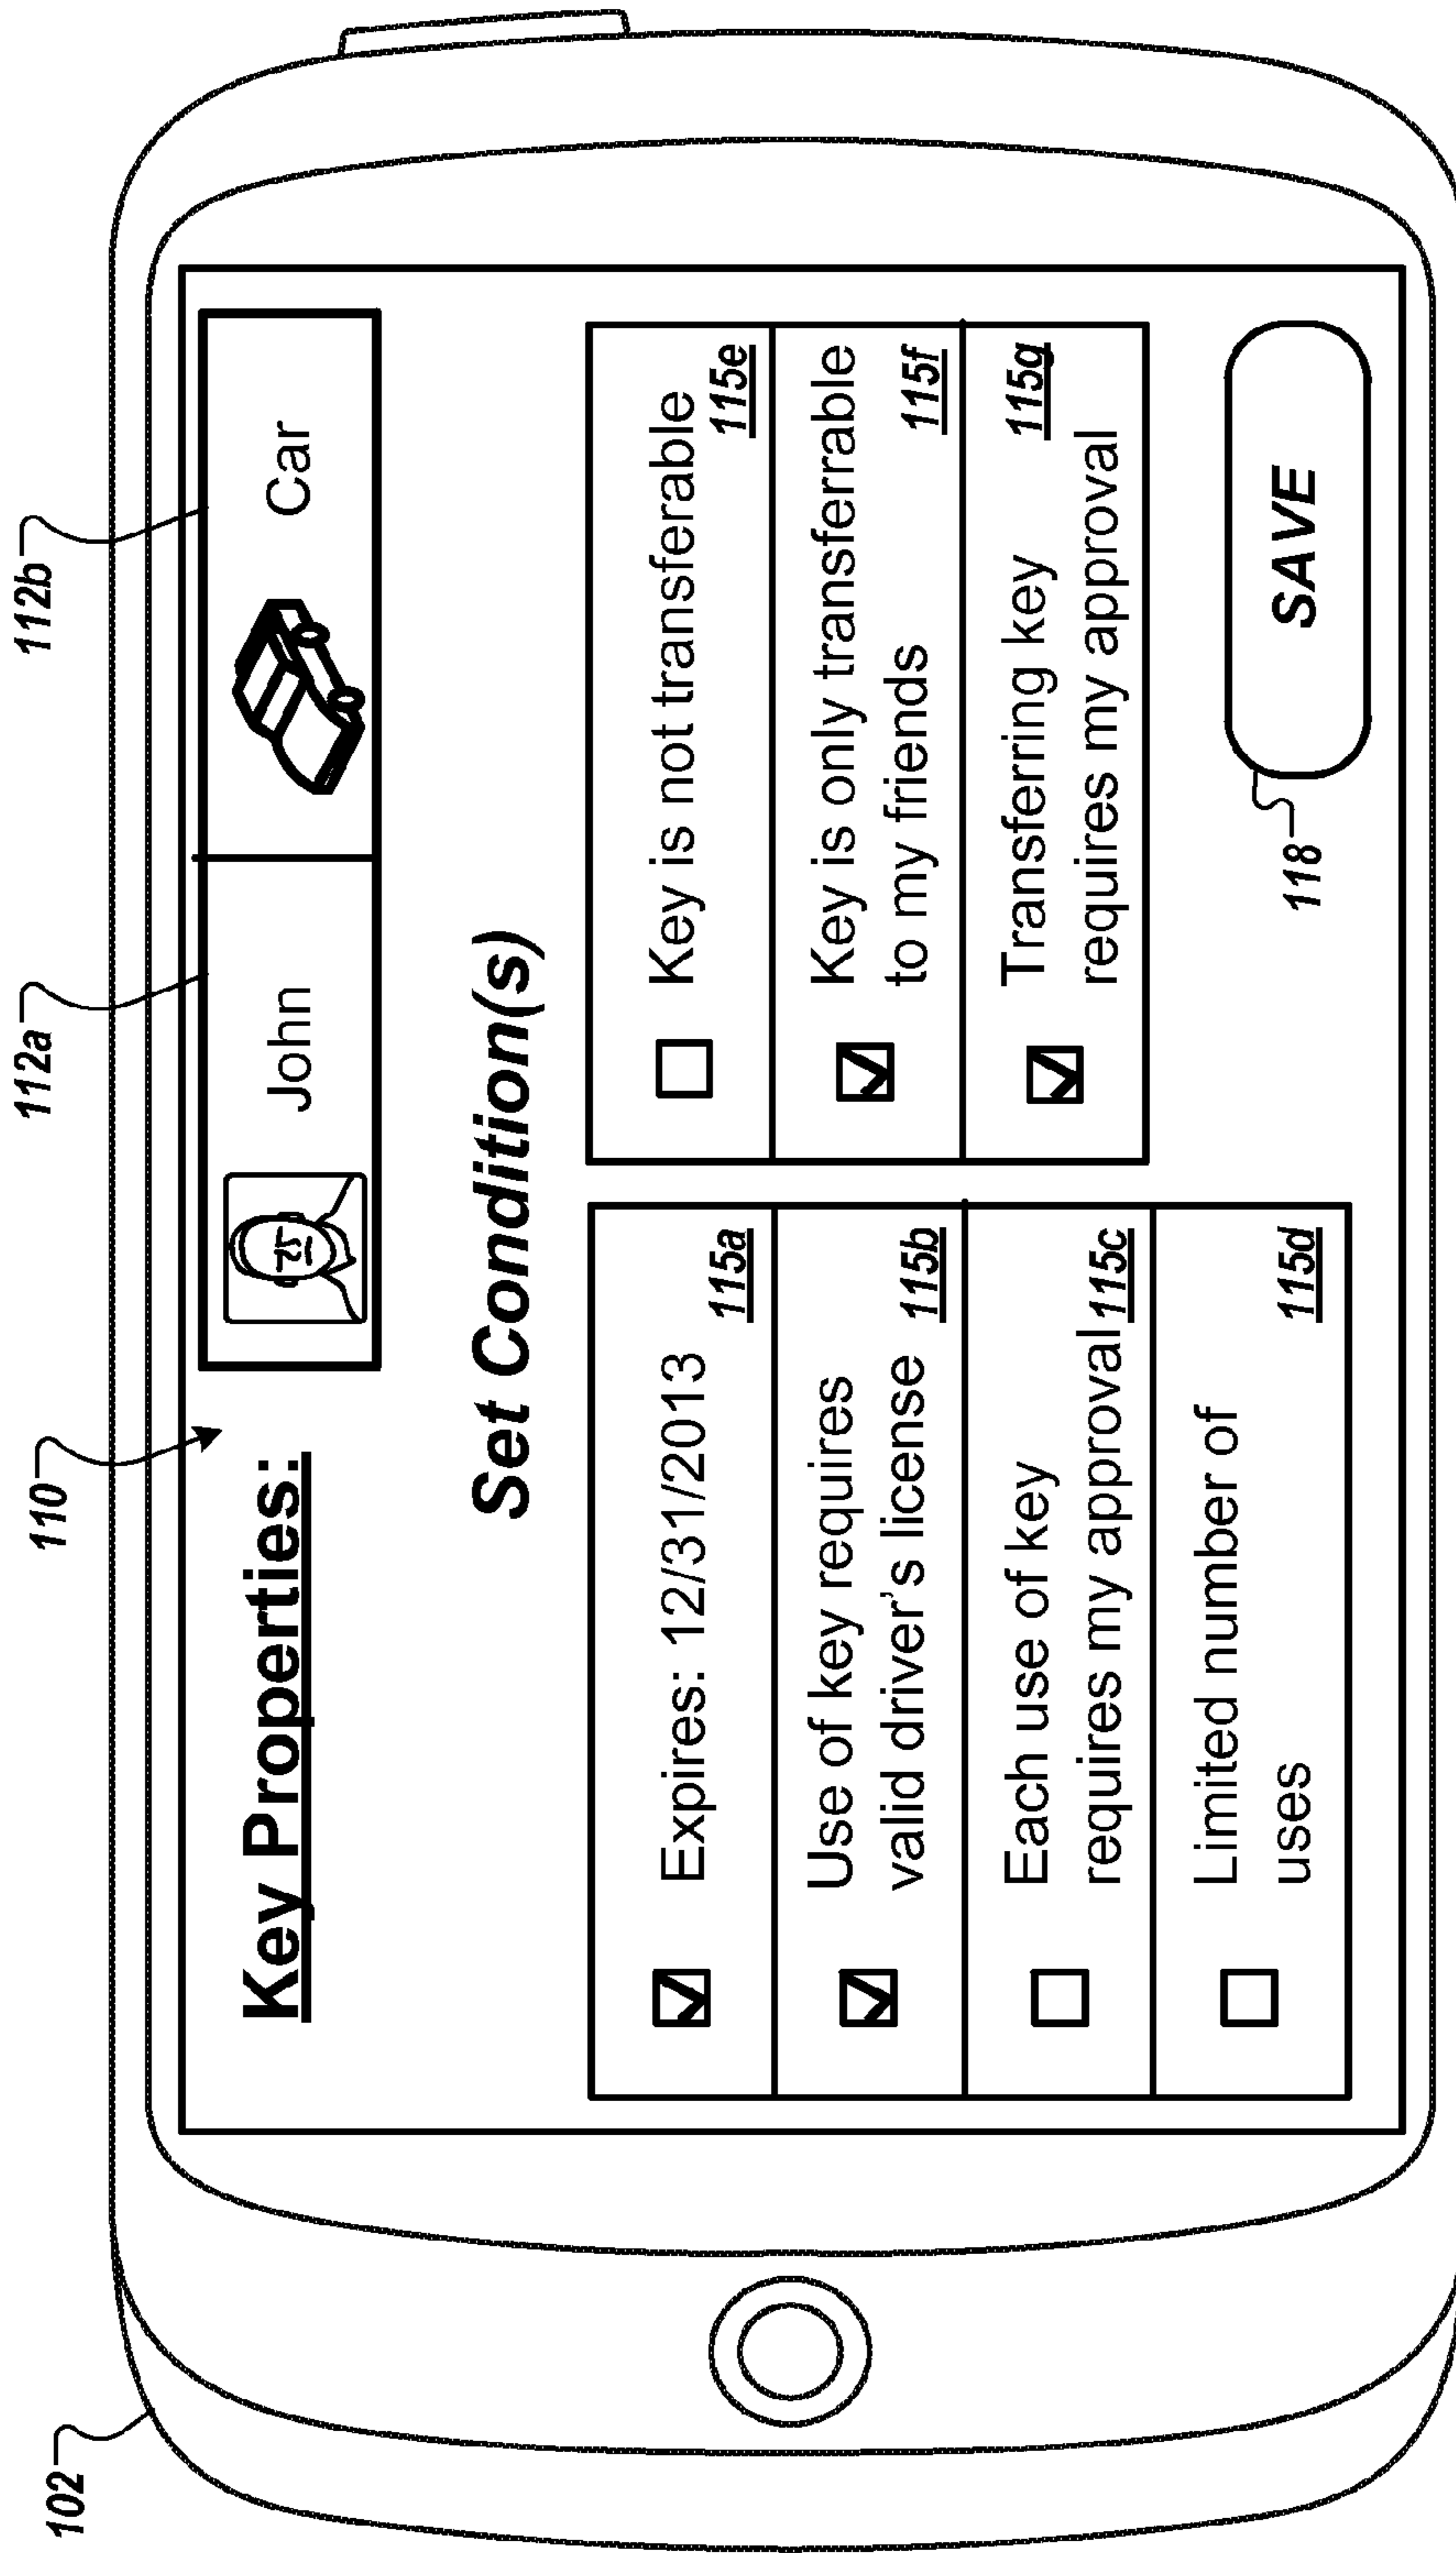 112a
112b
110
102
Key Properties:
John
Car
Set Condition(s)
Expires: 12/31/2013
115a
Use of key requires
valid driver's license
115b
Each use of key
requires my approval
115c
Limited number of
uses
115d
Key is not transferable
115e
Key is only transferrable
to my friends
115f
Transferring key
requires my approval
115g
118
SAVE